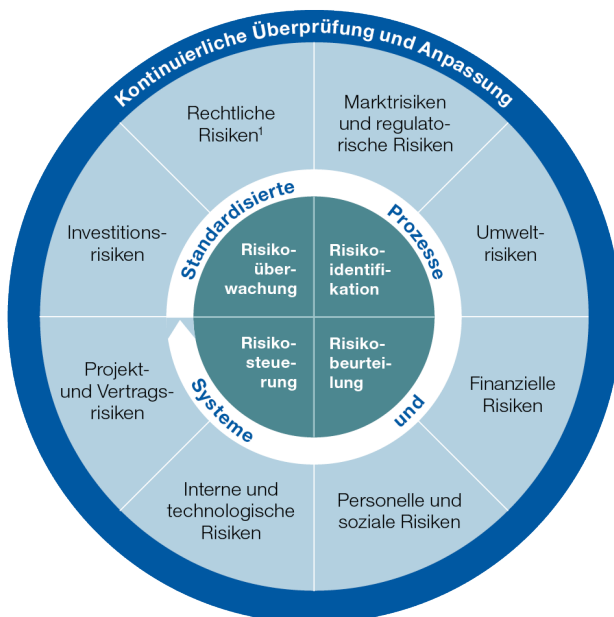 Kontinuierliche Überprüfung und Anpassung
Rechtliche
Risiken¹
Marktrisiken
und regulato-
rische Risiken
Investitions-
risiken
Umwelt-
risiken
Standardisierte
Prozesse
und
Systeme
Risiko-
über-
wachung
Risiko-
identifi-
kation
Risiko-
steue-
rung
Risiko-
beurtei-
lung
Projekt-
und Vertrags-
risiken
Finanzielle
Risiken
Interne und
technologische
Risiken
Personelle und
soziale Risiken